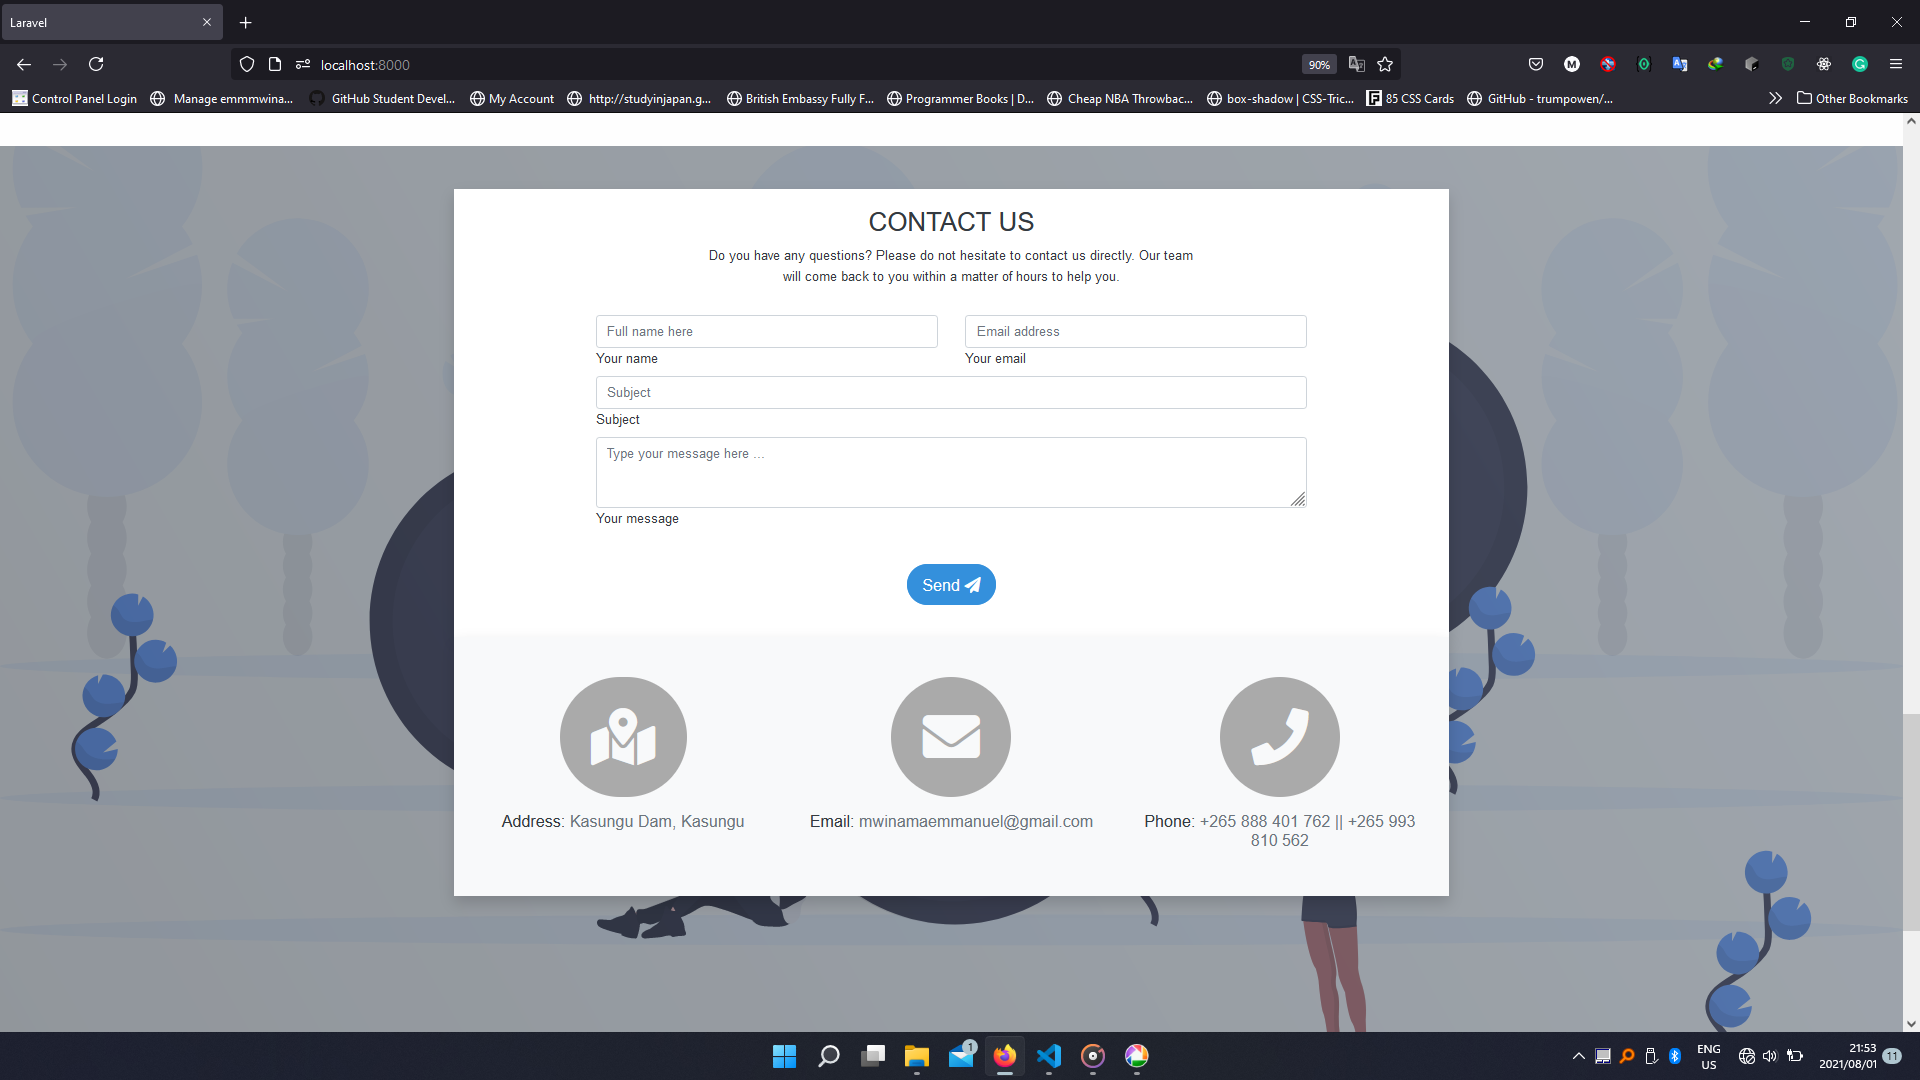 Laravel
localhost:8000
90%
Control Panel Login
Manage emmmwina...
GitHub Student Devel...
My Account
http://studyinjapan.g...
British Embassy Fully F...
Programmer Books | D...
Cheap NBA Throwbac...
box-shadow | CSS-Tric...
85 CSS Cards
GitHub - trumpowen/...
Other Bookmarks
CONTACT US
Do you have any questions? Please do not hesitate to contact us directly. Our team
will come back to you within a matter of hours to help you.
Full name here
Email address
Your name
Your email
Subject
Subject
Type your message here ...
Your message
Send
Address: Kasungu Dam, Kasungu
Email: mwinamaemmanuel@gmail.com
Phone: +265 888 401 762 || +265 993
810 562
1
ENG
US
21:53
2021/08/01
11